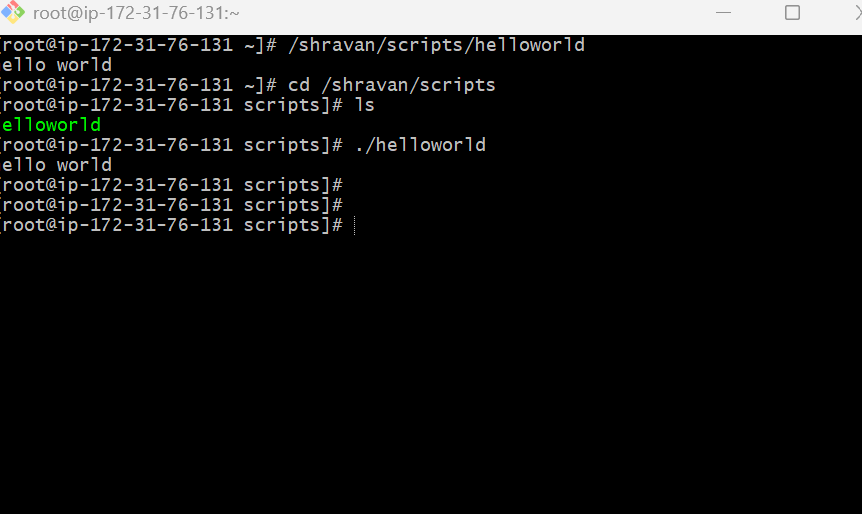 root@ip-172-31-76-131:~
[root@ip-172-31-76-131 ~]# /shravan/scripts/helloworld
ello world
[root@ip-172-31-76-131 ~]# cd /shravan/scripts
[root@ip-172-31-76-131 scripts]# ls
elloworld
[root@ip-172-31-76-131 scripts]# ./helloworld
ello world
[root@ip-172-31-76-131 scripts]#
[root@ip-172-31-76-131 scripts]#
[root@ip-172-31-76-131 scripts]#